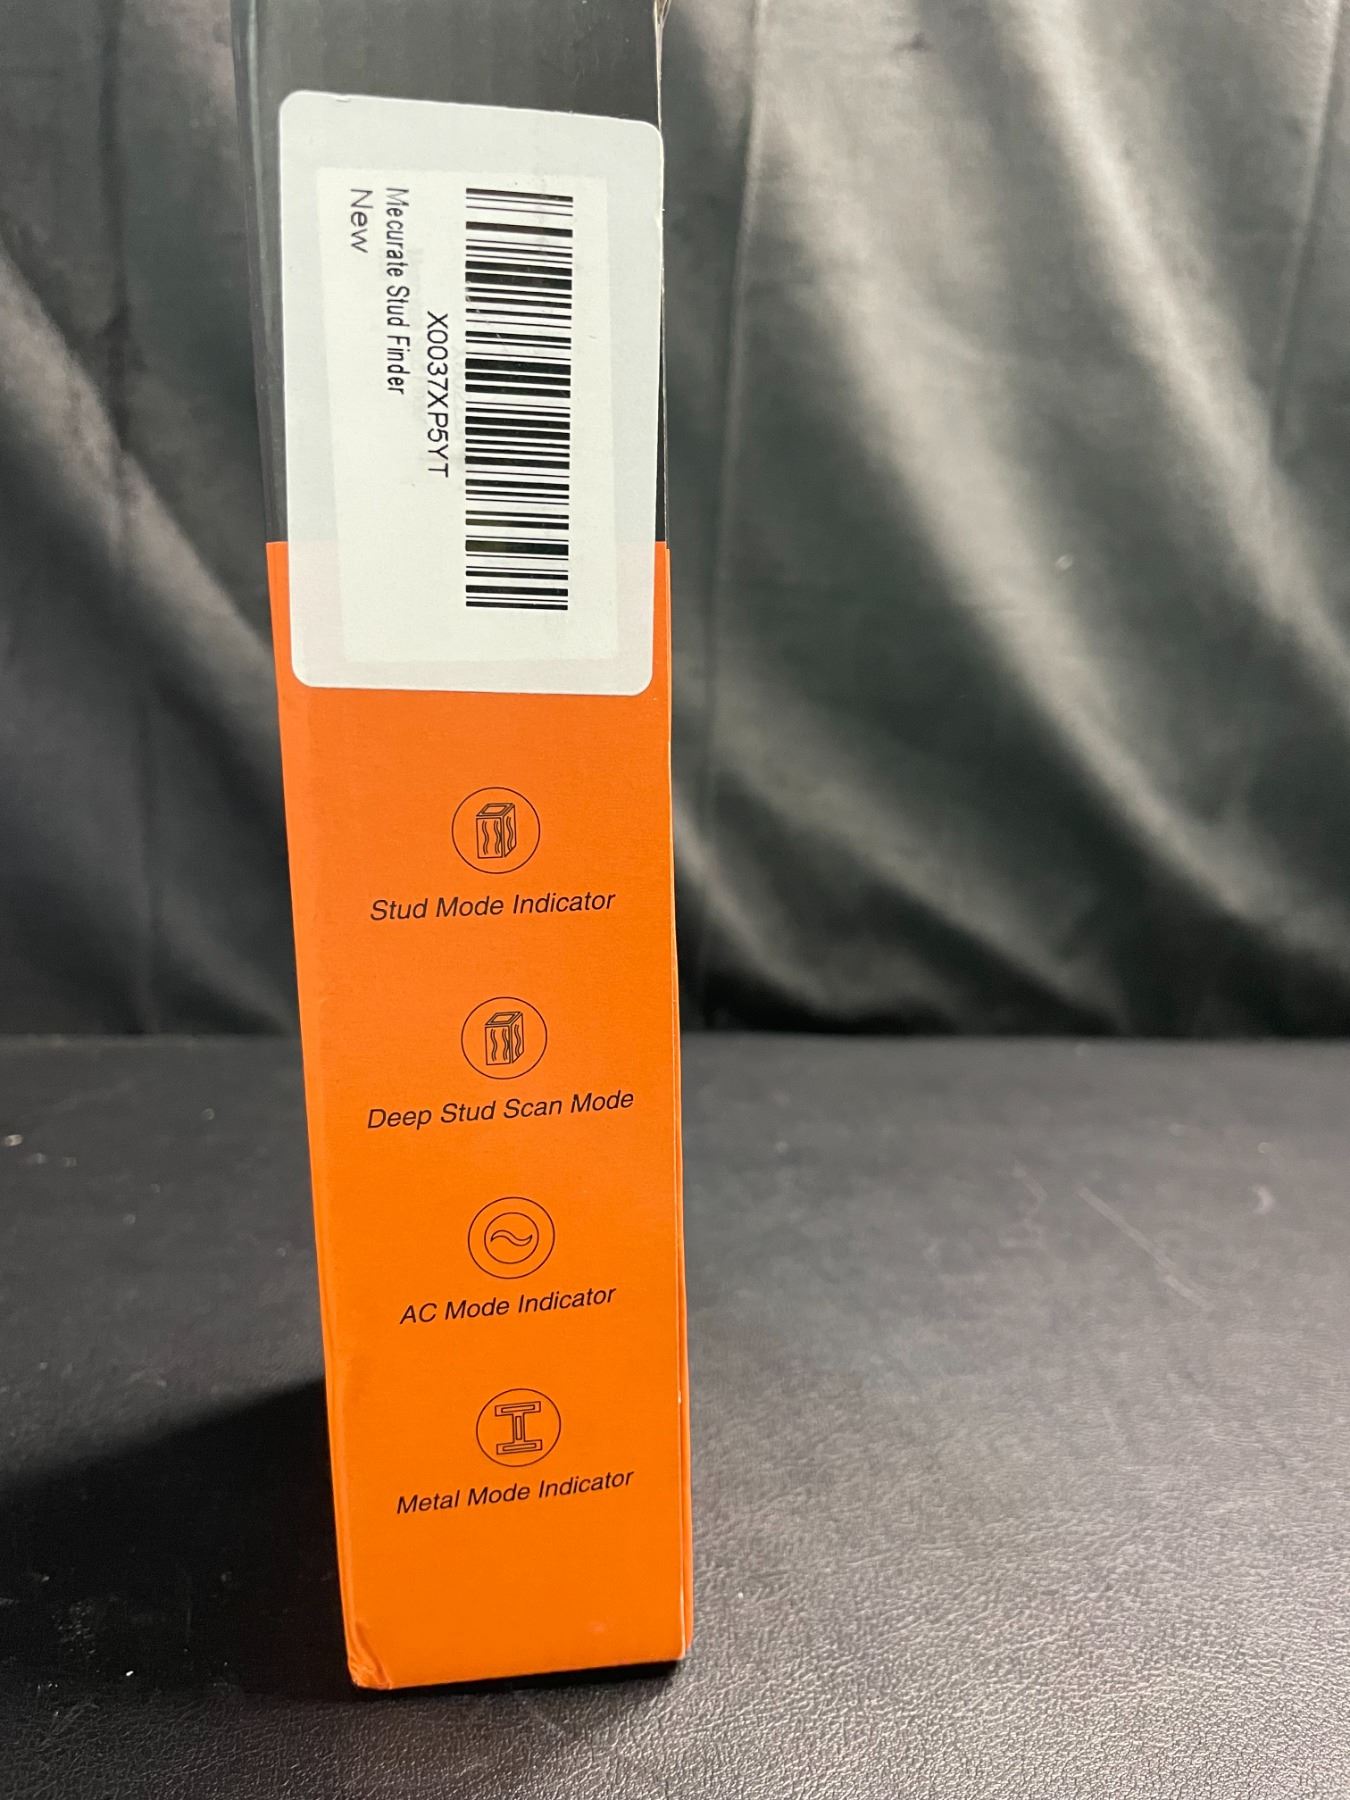 X0037XP5YT
Mecurate Stud Finder
New
Stud Mode Indicator
Deep Stud Scan Mode
AC Mode Indicator
Metal Mode Indicator